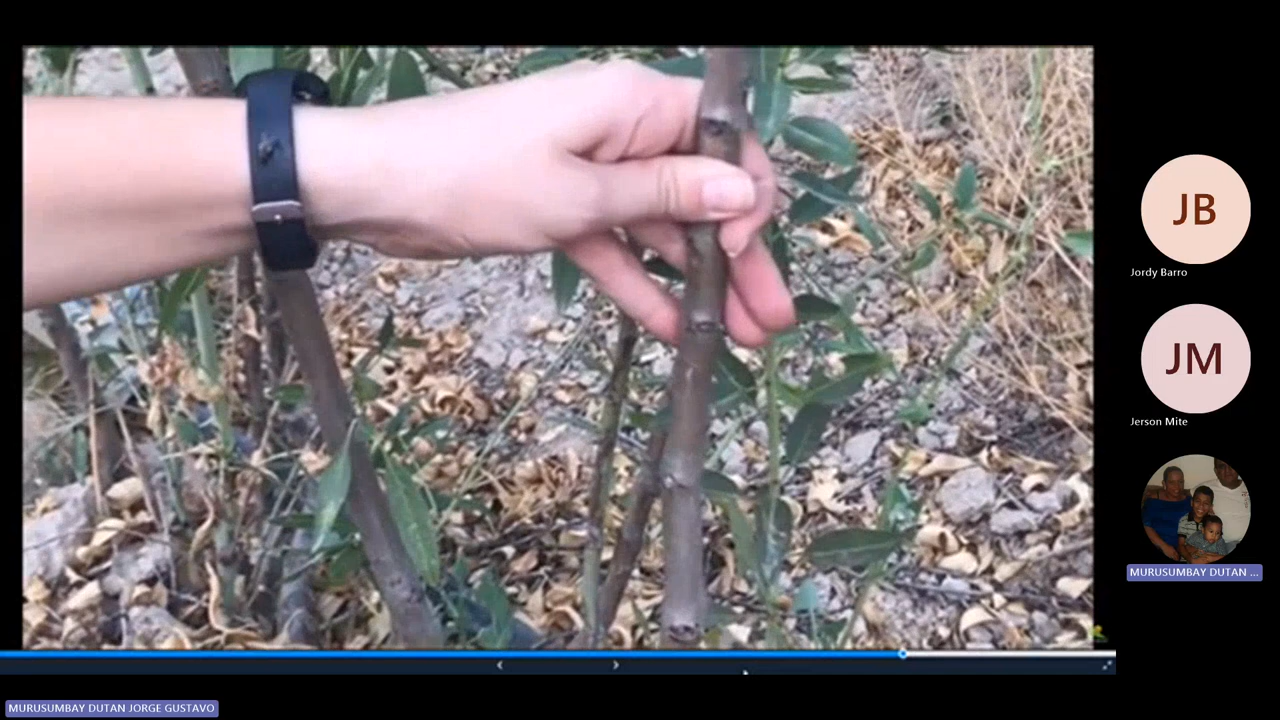 JB
Jordy Barro
JM
Jerson Mite
MURUSUMBAY DUTAN ...
MURUSUMBAY DUTAN JORGE GUSTAVO